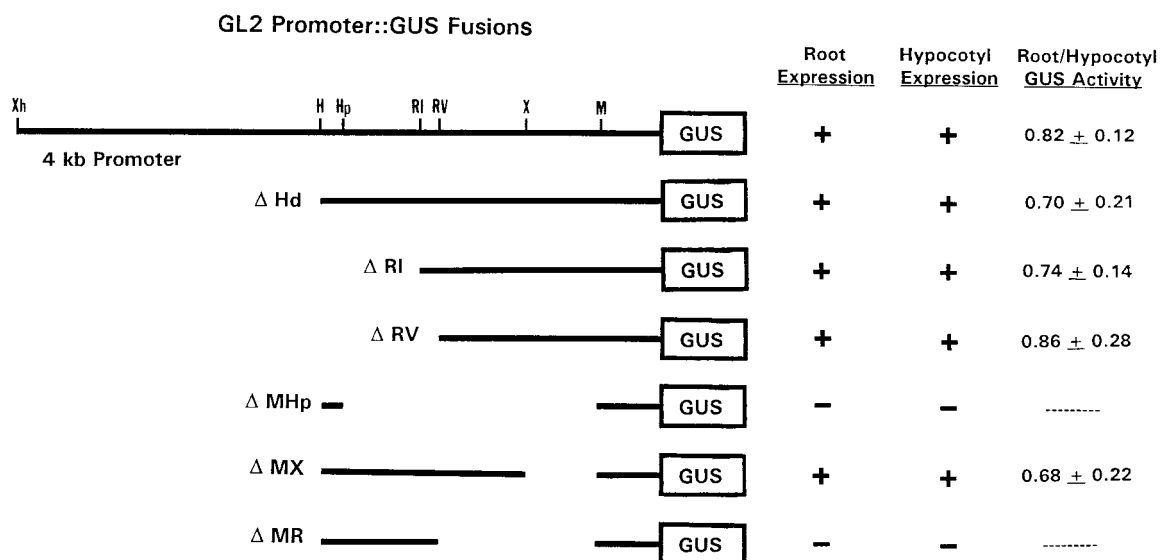 GL2 Promoter::GUS Fusions
Root Expression
Hypocotyl Expression
Root/Hypocotyl GUS Activity
Xh H Hp RI RV X M
GUS + + 0.82 ± 0.12
4 kb Promoter
Δ Hd GUS + + 0.70 ± 0.21
Δ RI GUS + + 0.74 ± 0.14
Δ RV GUS + + 0.86 ± 0.28
Δ MHp GUS − − ---------
Δ MX GUS + + 0.68 ± 0.22
Δ MR GUS − − ---------